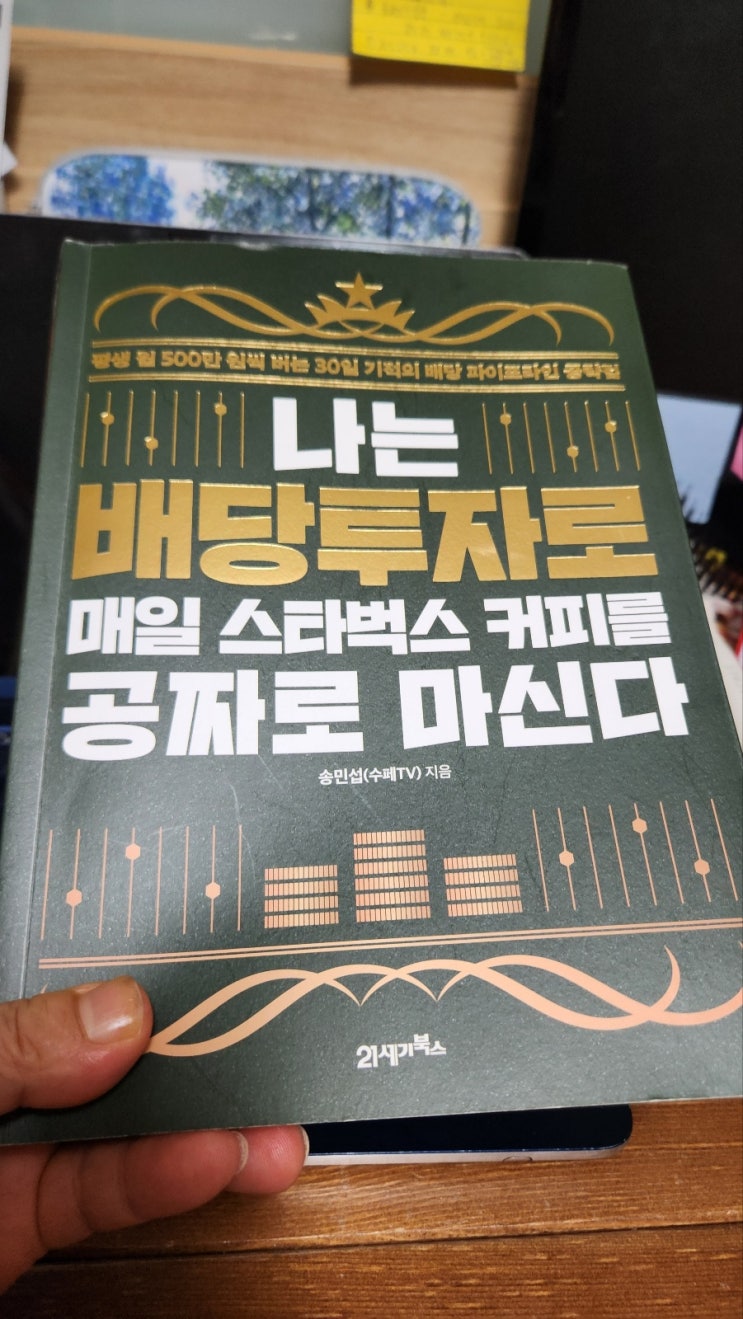 평생 월 500만 원씩 버는 30일 기적의 배당 파이프라인 공략집
나는
배당투자로
매일 스타벅스 커피를
공짜로 마신다
송민섭(수페TV) 지음
21세기북스